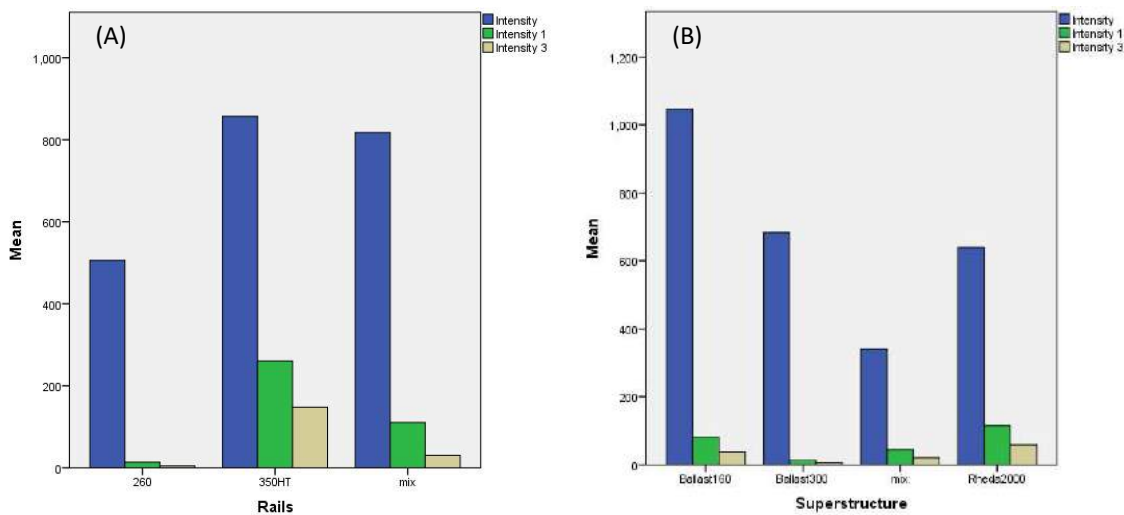 (A)
Intensity
Intensity 1
Intensity 3
1,000
800
600
400
200
0
Mean
260
350HT
mix
Rails
(B)
Intensity
Intensity 1
Intensity 3
1,200
1,000
800
600
400
200
0
Mean
Ballast160
Ballast300
mix
Rheda2000
Superstructure